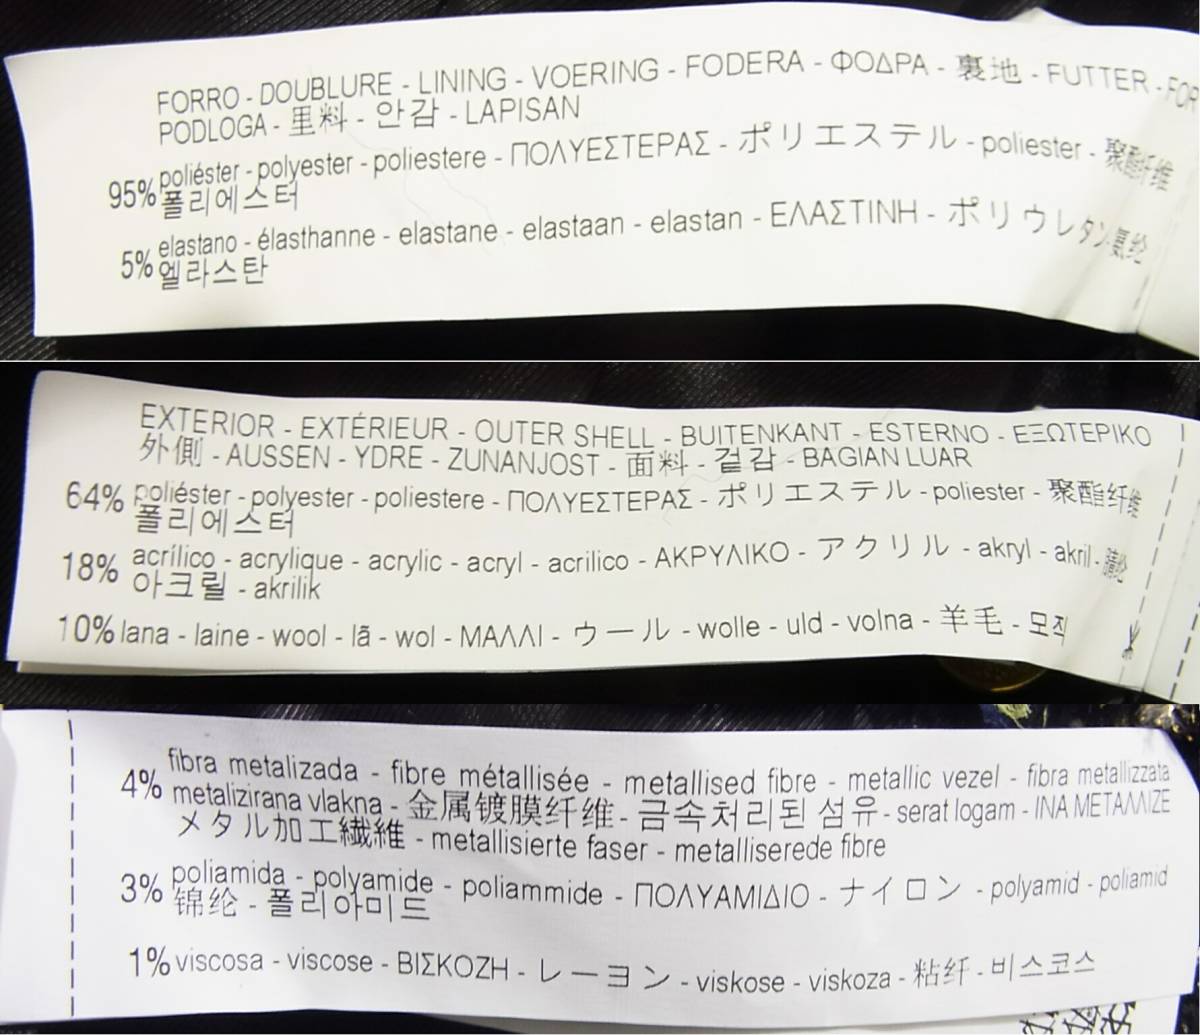 FORRO - DOUBLURE - LINING - VOERING - FODERA - ΦΟΔΡΑ - 裏地 - FUTTER -
PODLOGA - 里料 - 안감 - LAPISAN
95% poliéster - polyester - poliestere - ΠΟΛΥΕΣΤΕΡΑΣ - ポリエステル - poliester - 聚酯纤维
폴리에스터
5% elastano - élasthanne - elastane - elastaan - elastan - ΕΛΑΣΤΙΝΗ - ポリウレタン - 氨纶
엘라스탄
EXTERIOR - EXTÉRIEUR - OUTER SHELL - BUITENKANT - ESTERNO - ΕΞΩΤΕΡΙΚΟ
外側 - AUSSEN - YDRE - ZUNANJOST - 面料 - 겉감 - BAGIAN LUAR
64% poliéster - polyester - poliestere - ΠΟΛΥΕΣΤΕΡΑΣ - ポリエステル - poliester - 聚酯纤维
폴리에스터
18% acrílico - acrylique - acrylic - acryl - acrilico - ΑΚΡΥΛΙΚΟ - アクリル - akryl - akril - 腈纶
아크릴 - akrilik
10% lana - laine - wool - lã - wol - ΜΑΛΛΙ - ウール - wolle - uld - volna - 羊毛 - 모직
4% fibra metalizada - fibre métallisée - metallised fibre - metallic vezel - fibra metallizzata
metalizirana vlakna - 金属镀膜纤维 - 금속처리된 섬유 - serat logam - ΙΝΑ ΜΕΤΑΛΛΙΖΕ
メタル加工繊維 - metallisierte faser - metalliserede fibre
3% poliamida - polyamide - poliammide - ΠΟΛΥΑΜΙΔΙΟ - ナイロン - polyamid - poliamid
锦纶 - 폴리아미드
1% viscosa - viscose - ΒΙΣΚΟΖΗ - レーヨン - viskose - viskoza - 粘纤 - 비스코스